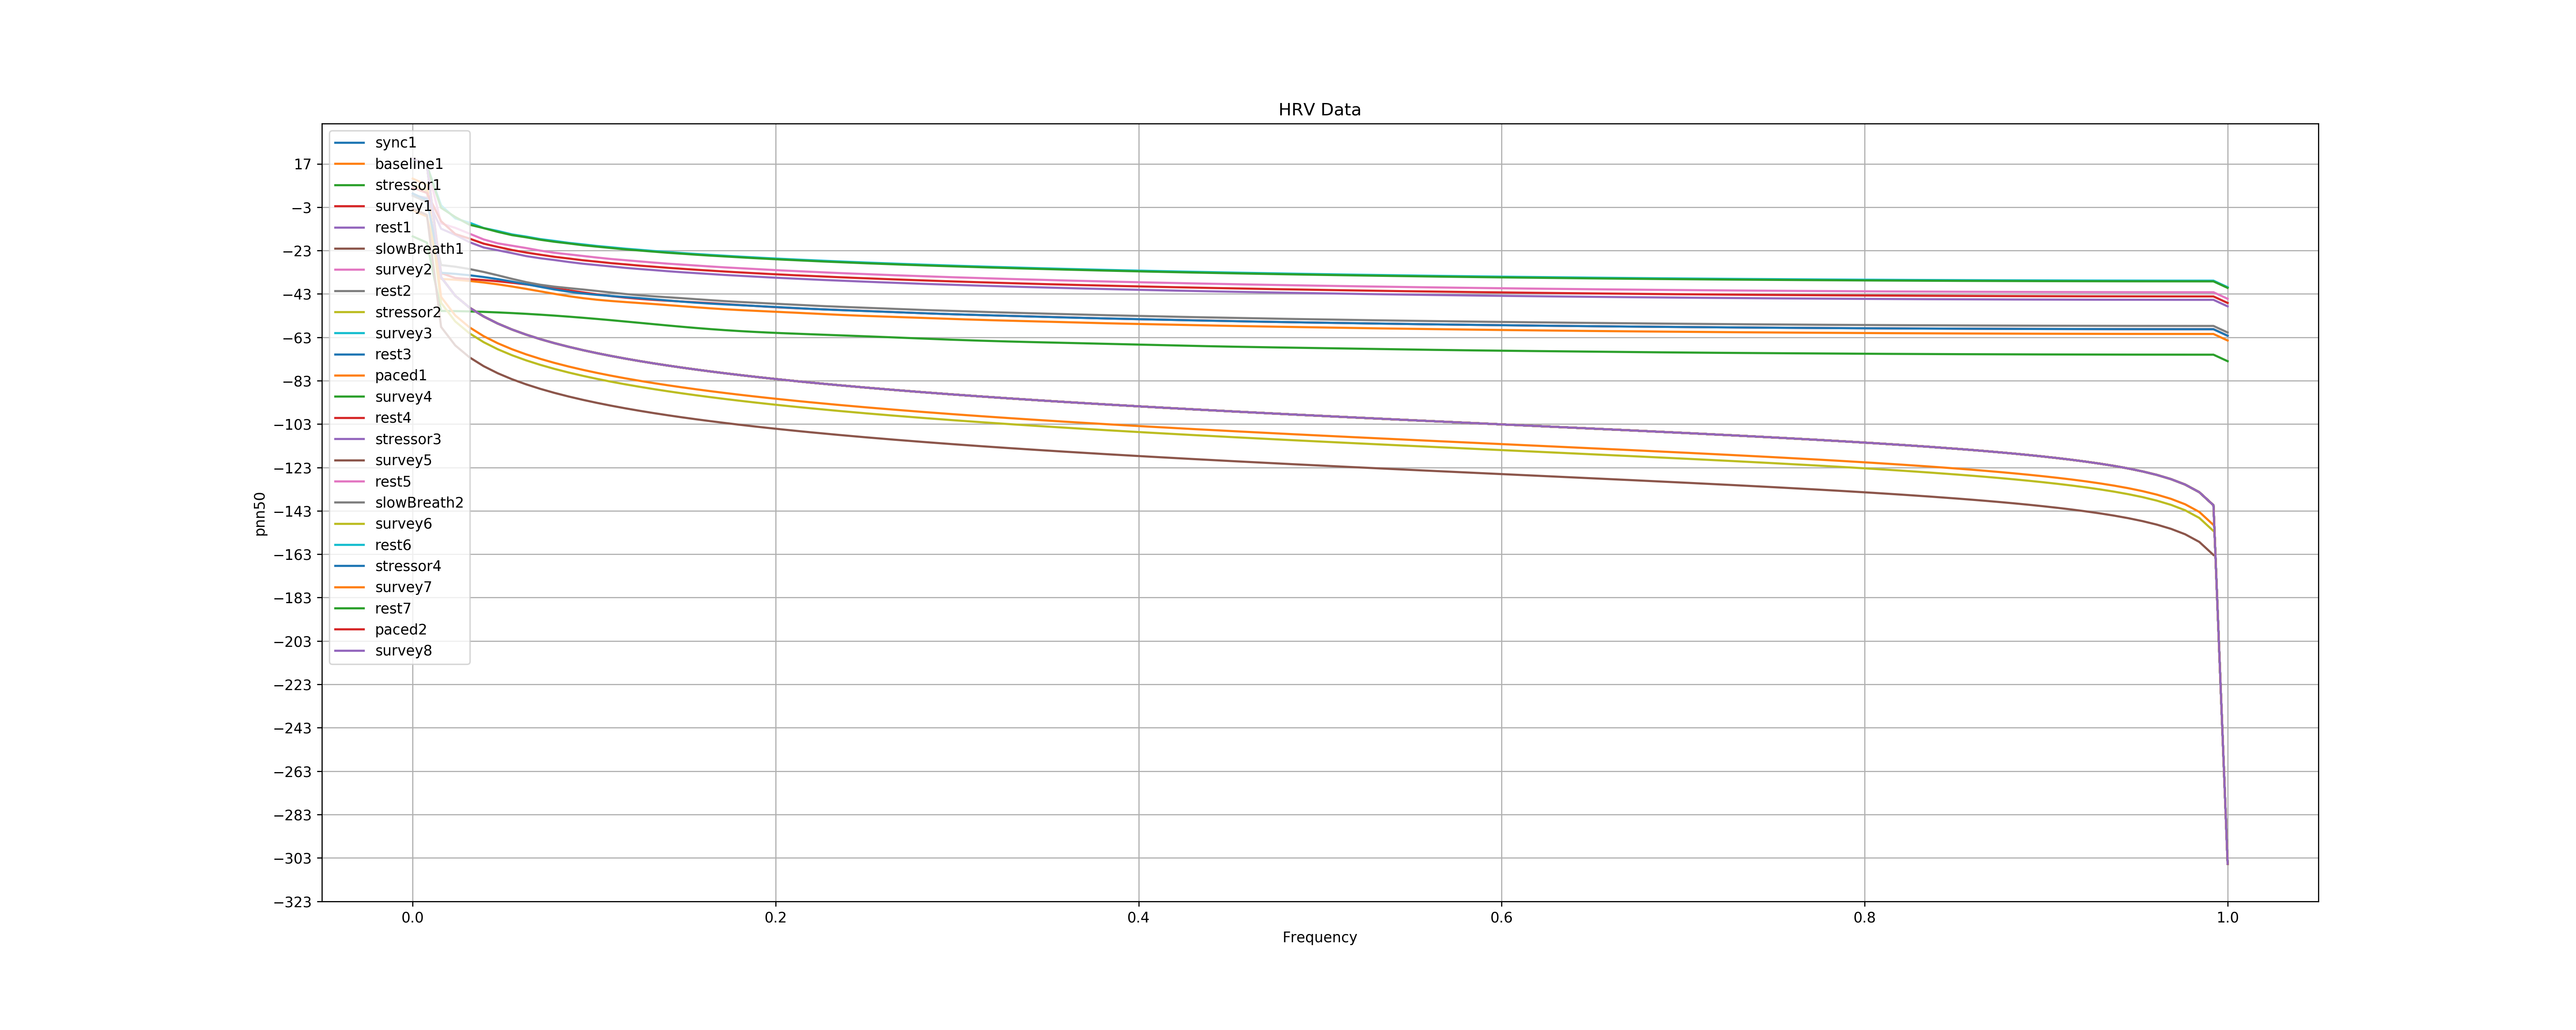 HRV Data
17
−3
−23
−43
−63
−83
−103
−123
−143
−163
−183
−203
−223
−243
−263
−283
−303
−323
pnn50
sync1
baseline1
stressor1
survey1
rest1
slowBreath1
survey2
rest2
stressor2
survey3
rest3
paced1
survey4
rest4
stressor3
survey5
rest5
slowBreath2
survey6
rest6
stressor4
survey7
rest7
paced2
survey8
0.0 0.2 0.4 0.6 0.8 1.0
Frequency